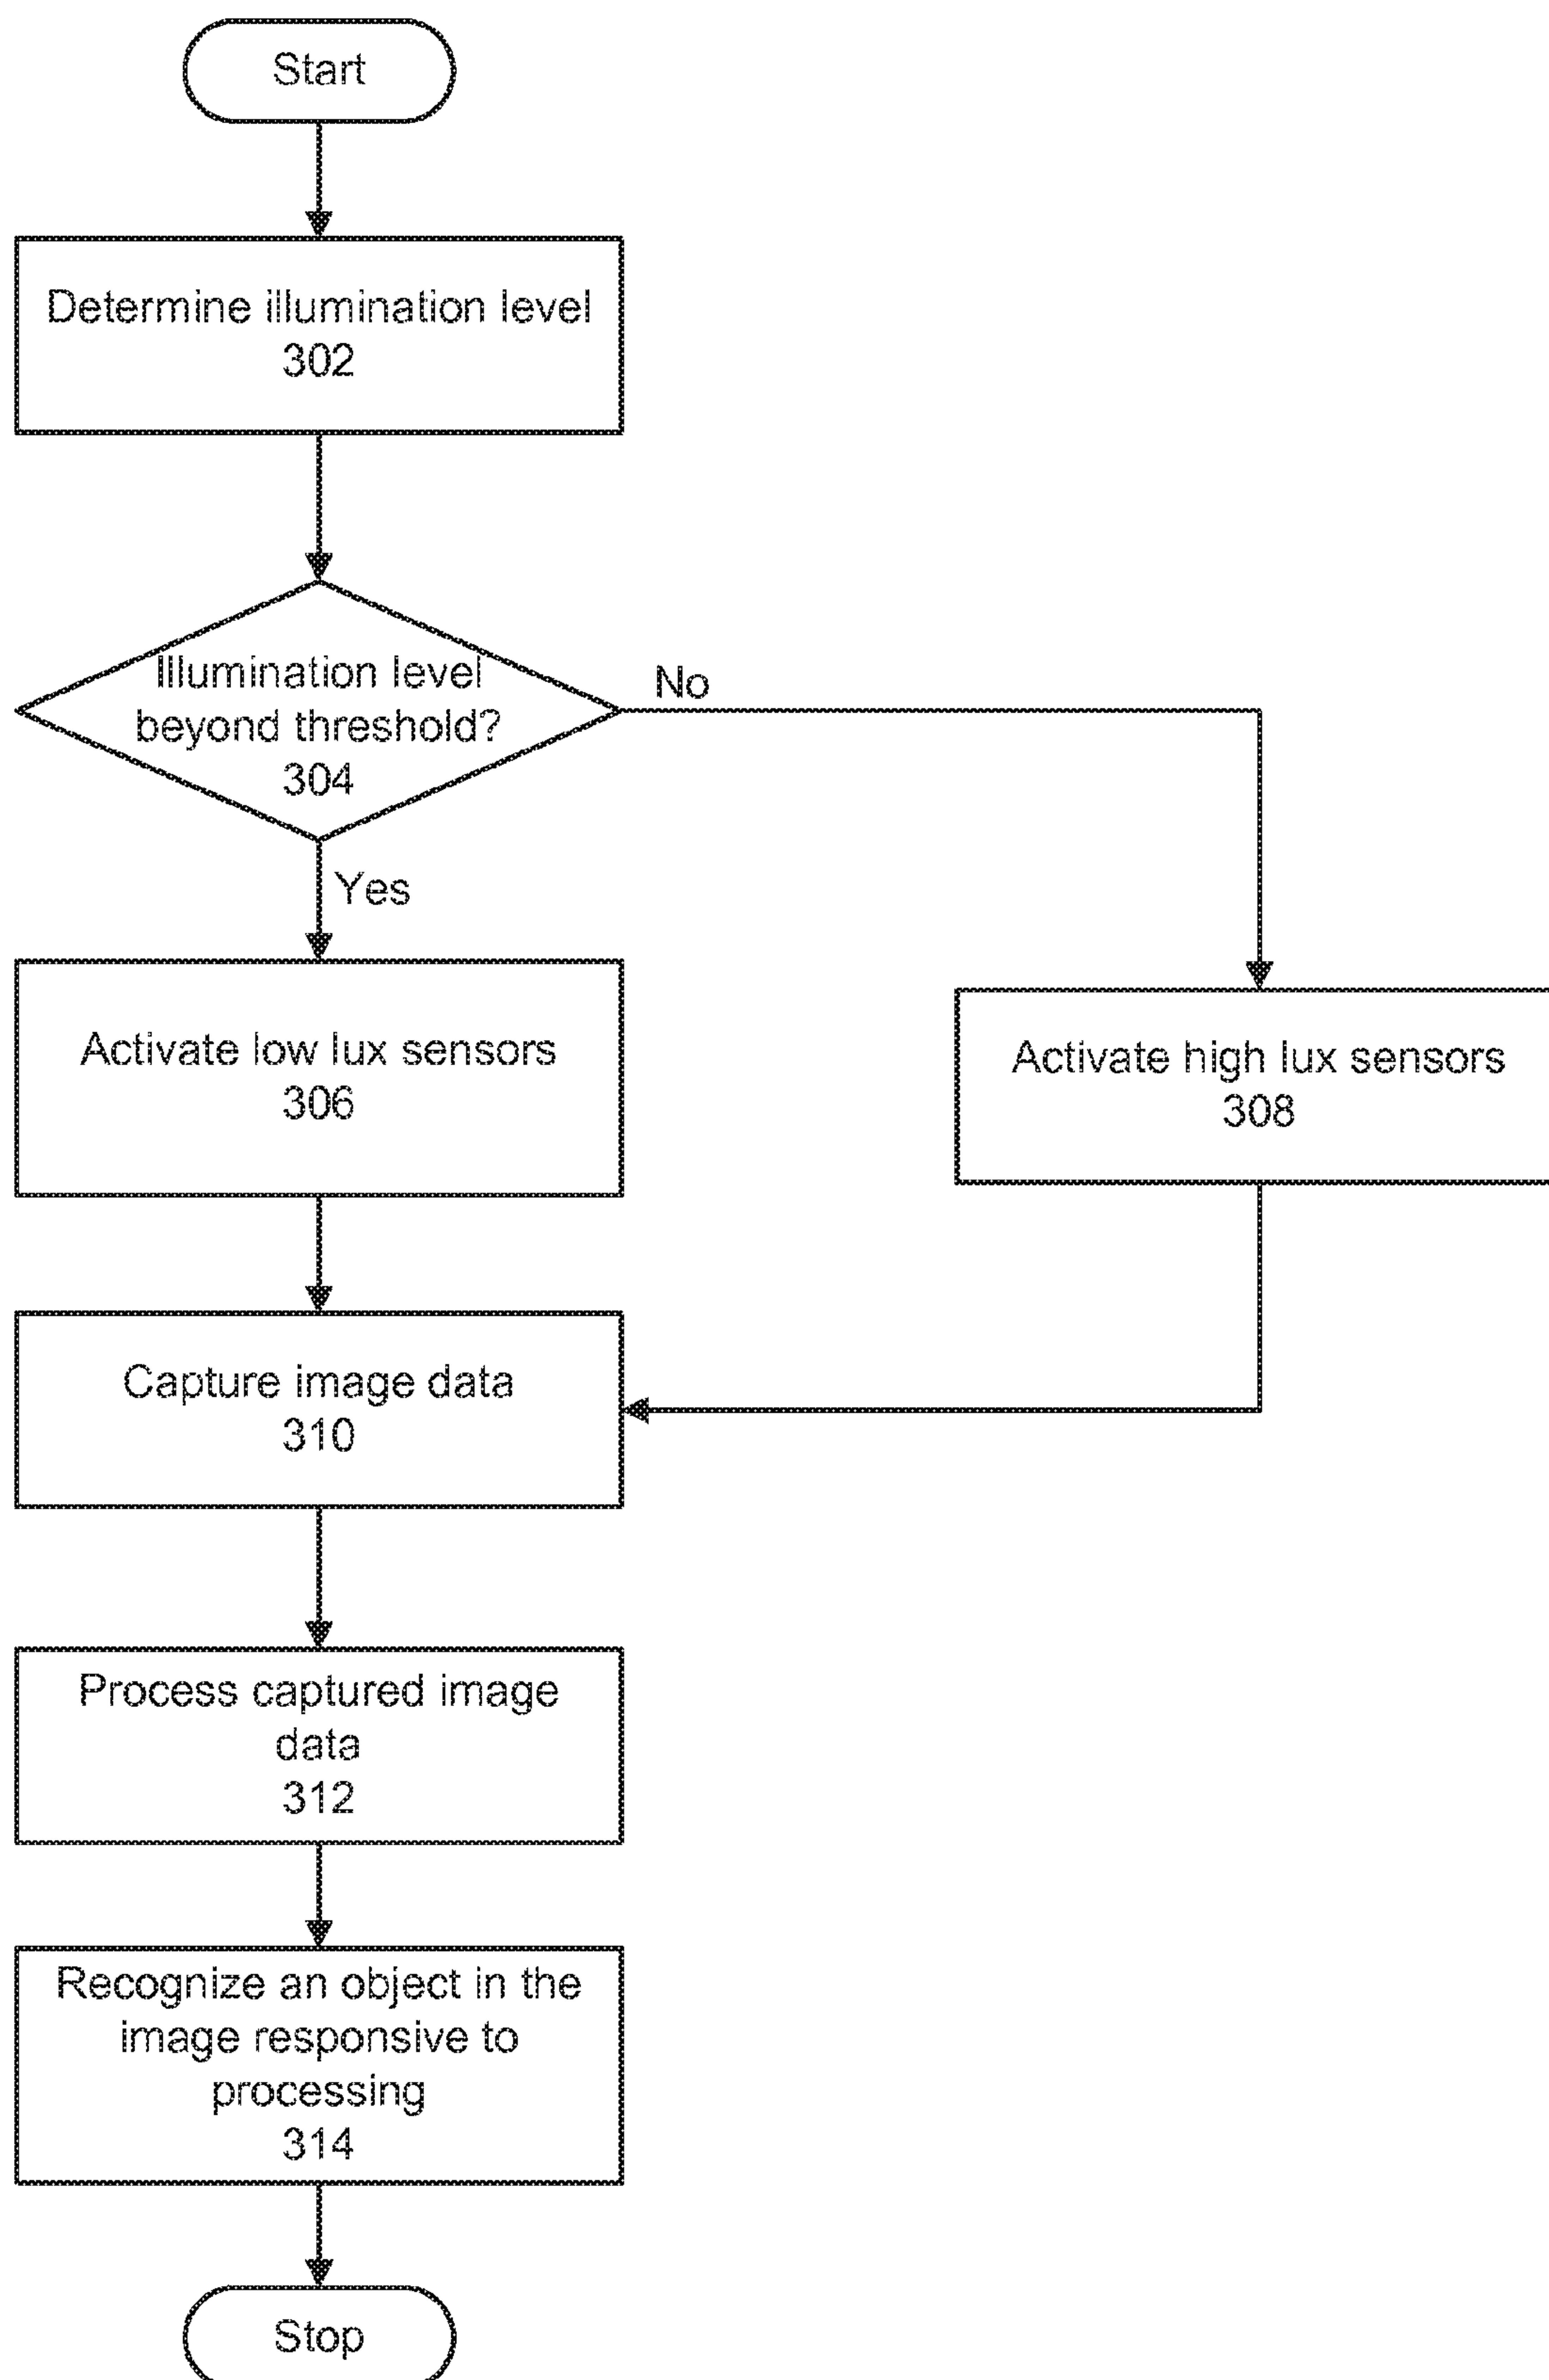 Start
Determine illumination level
302
Illumination level
beyond threshold?
304
No
Yes
Activate low lux sensors
306
Activate high lux sensors
308
Capture image data
310
Process captured image
data
312
Recognize an object in the
image responsive to
processing
314
Stop